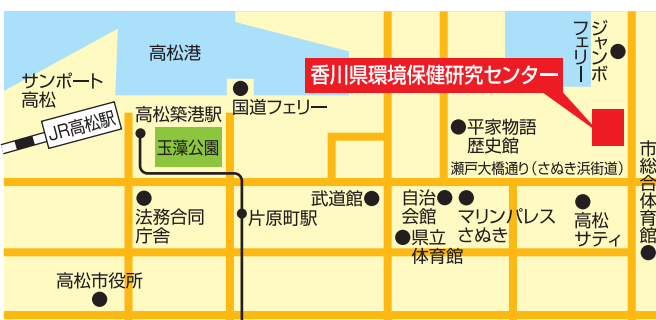 高松港
サンポート
高松
JR高松駅
高松築港駅
国道フェリー
玉藻公園
香川県環境保健研究センター
ジャンボ
フェリー
平家物語
歴史館
瀬戸大橋通り(さぬき浜街道)
市総合体育館
武道館
自治
会館
マリンパレス
さぬき
県立
体育館
高松
サティ
法務合同
庁舎
片原町駅
高松市役所